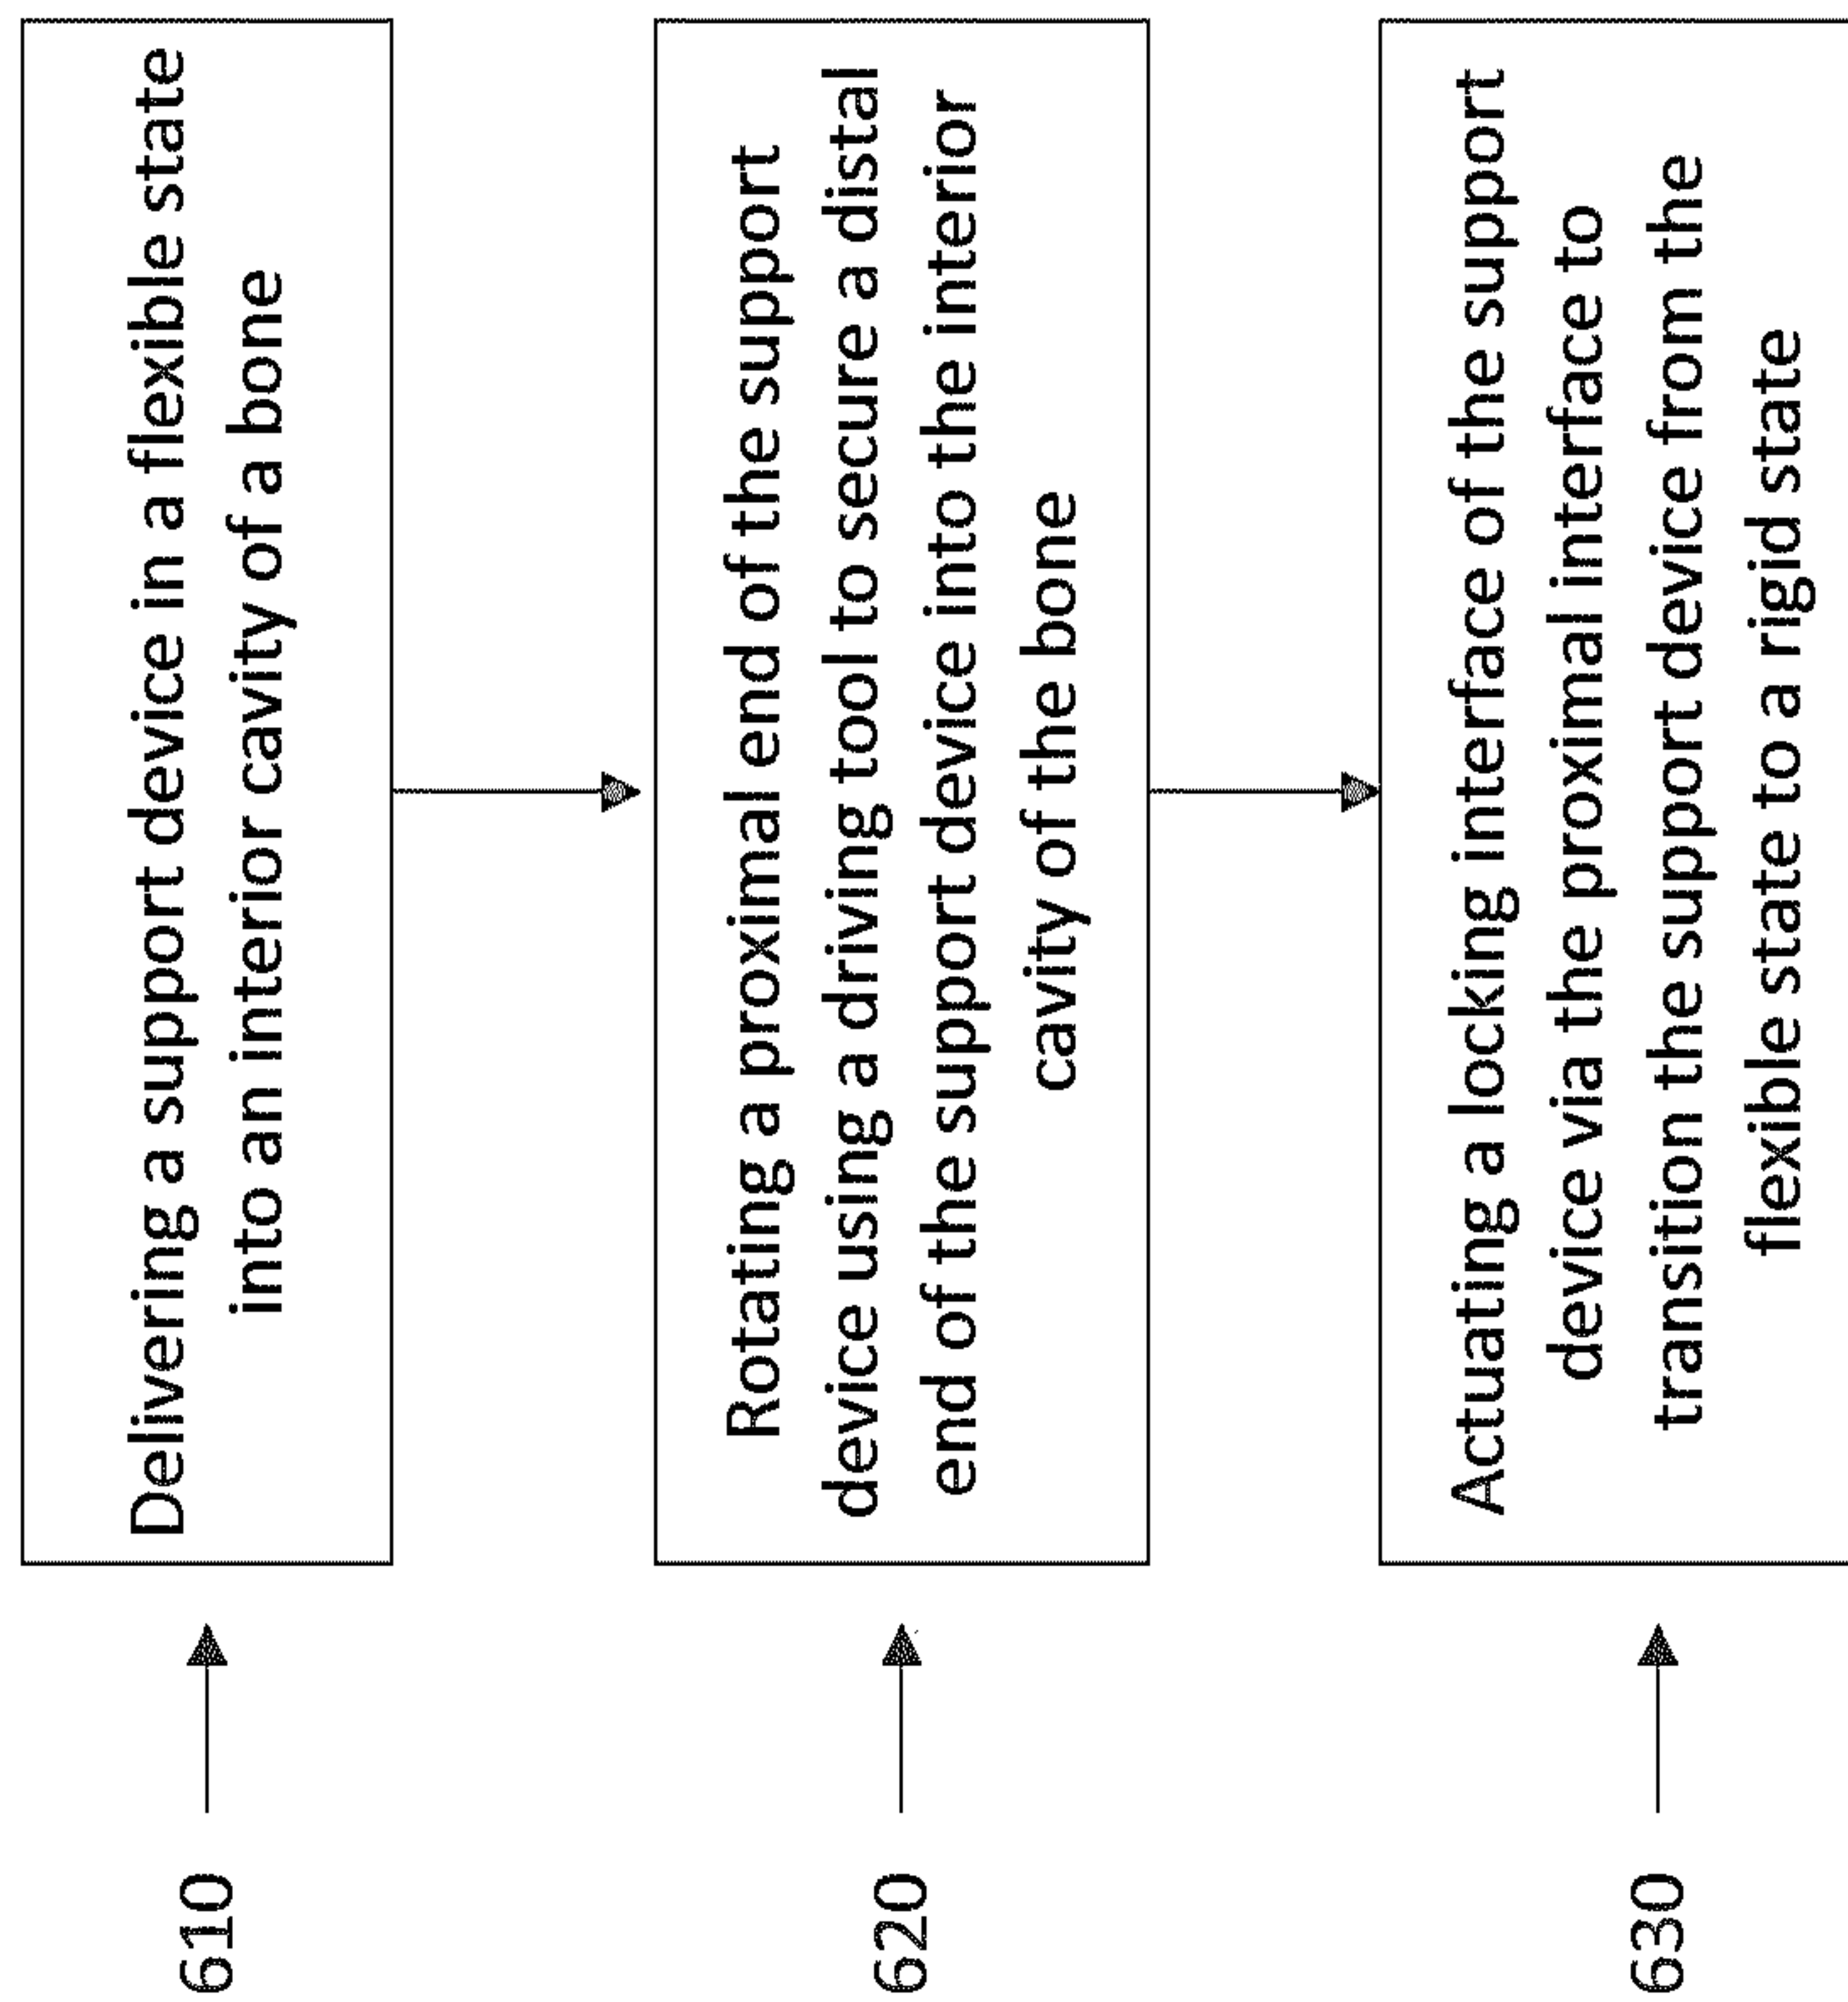 610
Delivering a support device in a flexible state
into an interior cavity of a bone
620
Rotating a proximal end of the support
device using a driving tool to secure a distal
end of the support device into the interior
cavity of the bone
630
Actuating a locking interface of the support
device via the proximal interface to
transition the support device from the
flexible state to a rigid state